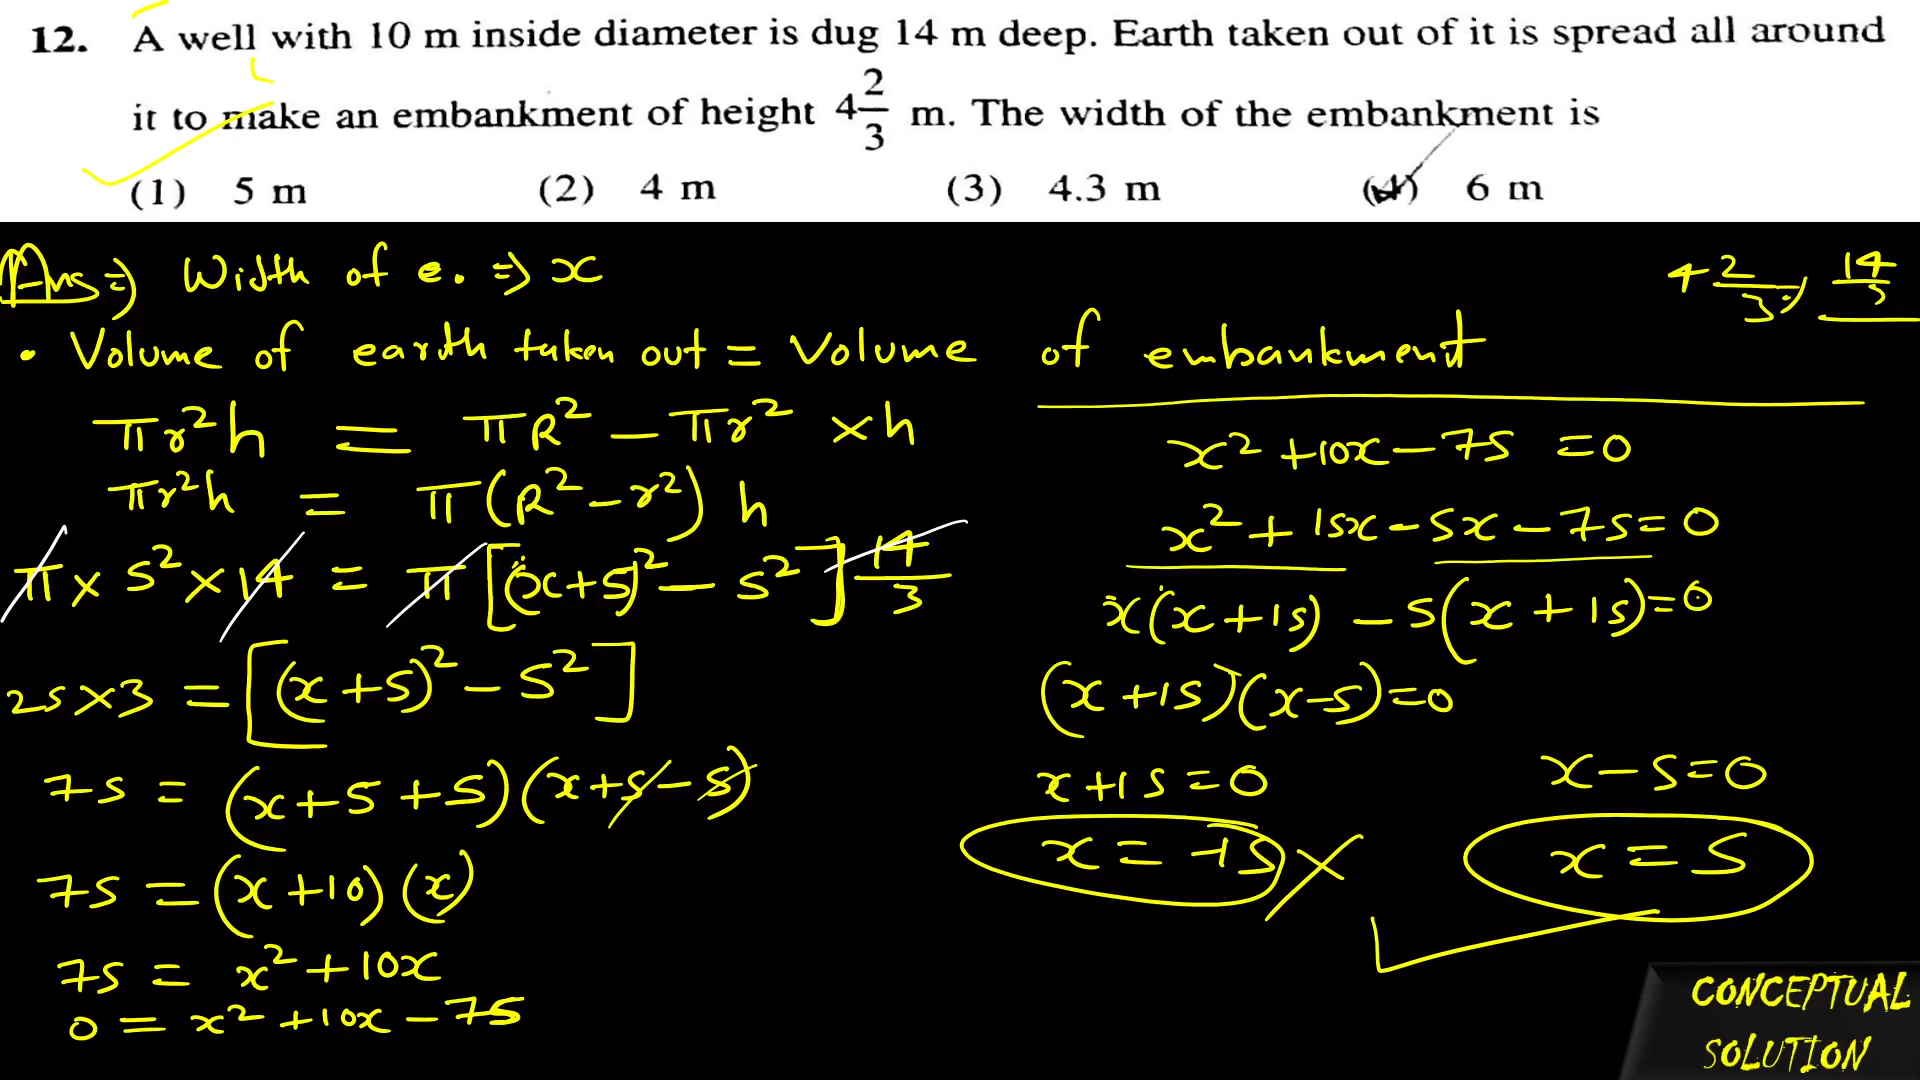 12. A well with 10 m inside diameter is dug 14 m deep. Earth taken out of it is spread all around
it to make an embankment of height 4 2/3 m. The width of the embankment is
(1) 5 m (2) 4 m (3) 4.3 m (4) 6 m
Ans ⇒ Width of e. ⇒ x
4 2/3 ⇒ 14/3
• Volume of earth taken out = Volume of embankment
πr²h = πR² − πr² × h
πr²h = π(R² − r²) h
π × 5² × 14 = π [(x+5)² − 5²] 14/3
25 × 3 = [(x+5)² − 5²]
75 = (x+5+5)(x+5−5)
75 = (x+10)(x)
75 = x² + 10x
0 = x² + 10x − 75
x² + 10x − 75 = 0
x² + 15x − 5x − 75 = 0
x(x+15) − 5(x+15) = 0
(x+15)(x−5) = 0
x+15 = 0 x−5 = 0
x = −15 x = 5
CONCEPTUAL
SOLUTION